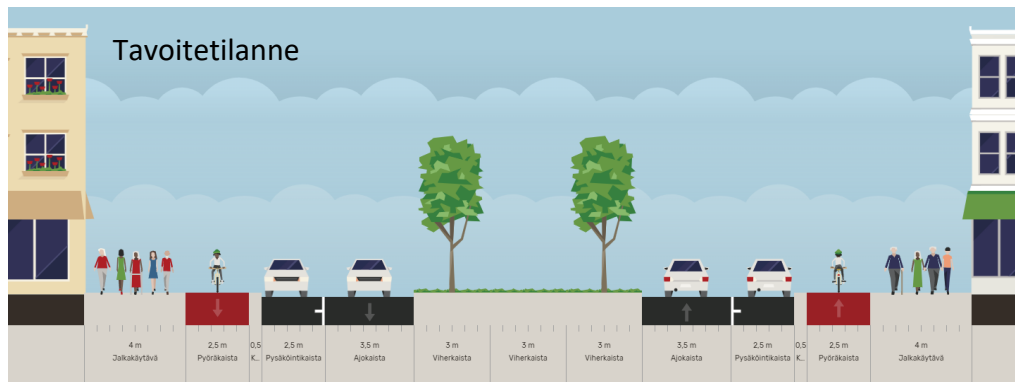 Tavoitetilanne
4 m 2,5 m 0,5 2,5 m 3,5 m 3 m 3 m 3 m 3,5 m 2,5 m 0,5 2,5 m 4 m
Jalkakäytävä Pyöräkaista K... Pysäköintikaista Ajokaista Viherkaista Viherkaista Viherkaista Ajokaista Pysäköintikaista K... Pyöräkaista Jalkakäytävä